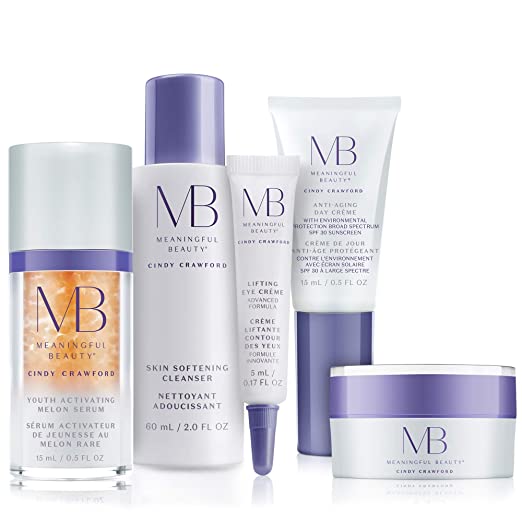 MB
MEANINGFUL
BEAUTY®
CINDY CRAWFORD
YOUTH ACTIVATING
MELON SERUM
SÉRUM ACTIVATEUR
DE JEUNESSE AU
MELON RARE
15 mL / 0.5 FL OZ
MB
MEANINGFUL
BEAUTY®
CINDY CRAWFORD
SKIN SOFTENING
CLEANSER
NETTOYANT
ADOUCISSANT
60 mL / 2.0 FL OZ
MB
MEANINGFUL
BEAUTY®
CINDY CRAWFORD
LIFTING
EYE CRÈME
ADVANCED
FORMULA
CRÈME
LIFTANTE
CONTOUR
DES YEUX
FORMULE
INNOVANTE
5 mL /
0.17 FL OZ
MB
MEANINGFUL
BEAUTY®
CINDY CRAWFORD
ANTI-AGING
DAY CRÈME
WITH ENVIRONMENTAL
PROTECTION BROAD SPECTRUM
SPF 30 SUNSCREEN
CRÈME DE JOUR
ANTI-ÂGE PROTÉGEANT
CONTRE L'ENVIRONNEMENT
AVEC ÉCRAN SOLAIRE
SPF 30 À LARGE SPECTRE
15 mL / 0.5 FL OZ
MB
MEANINGFUL BEAUTY®
CINDY CRAWFORD